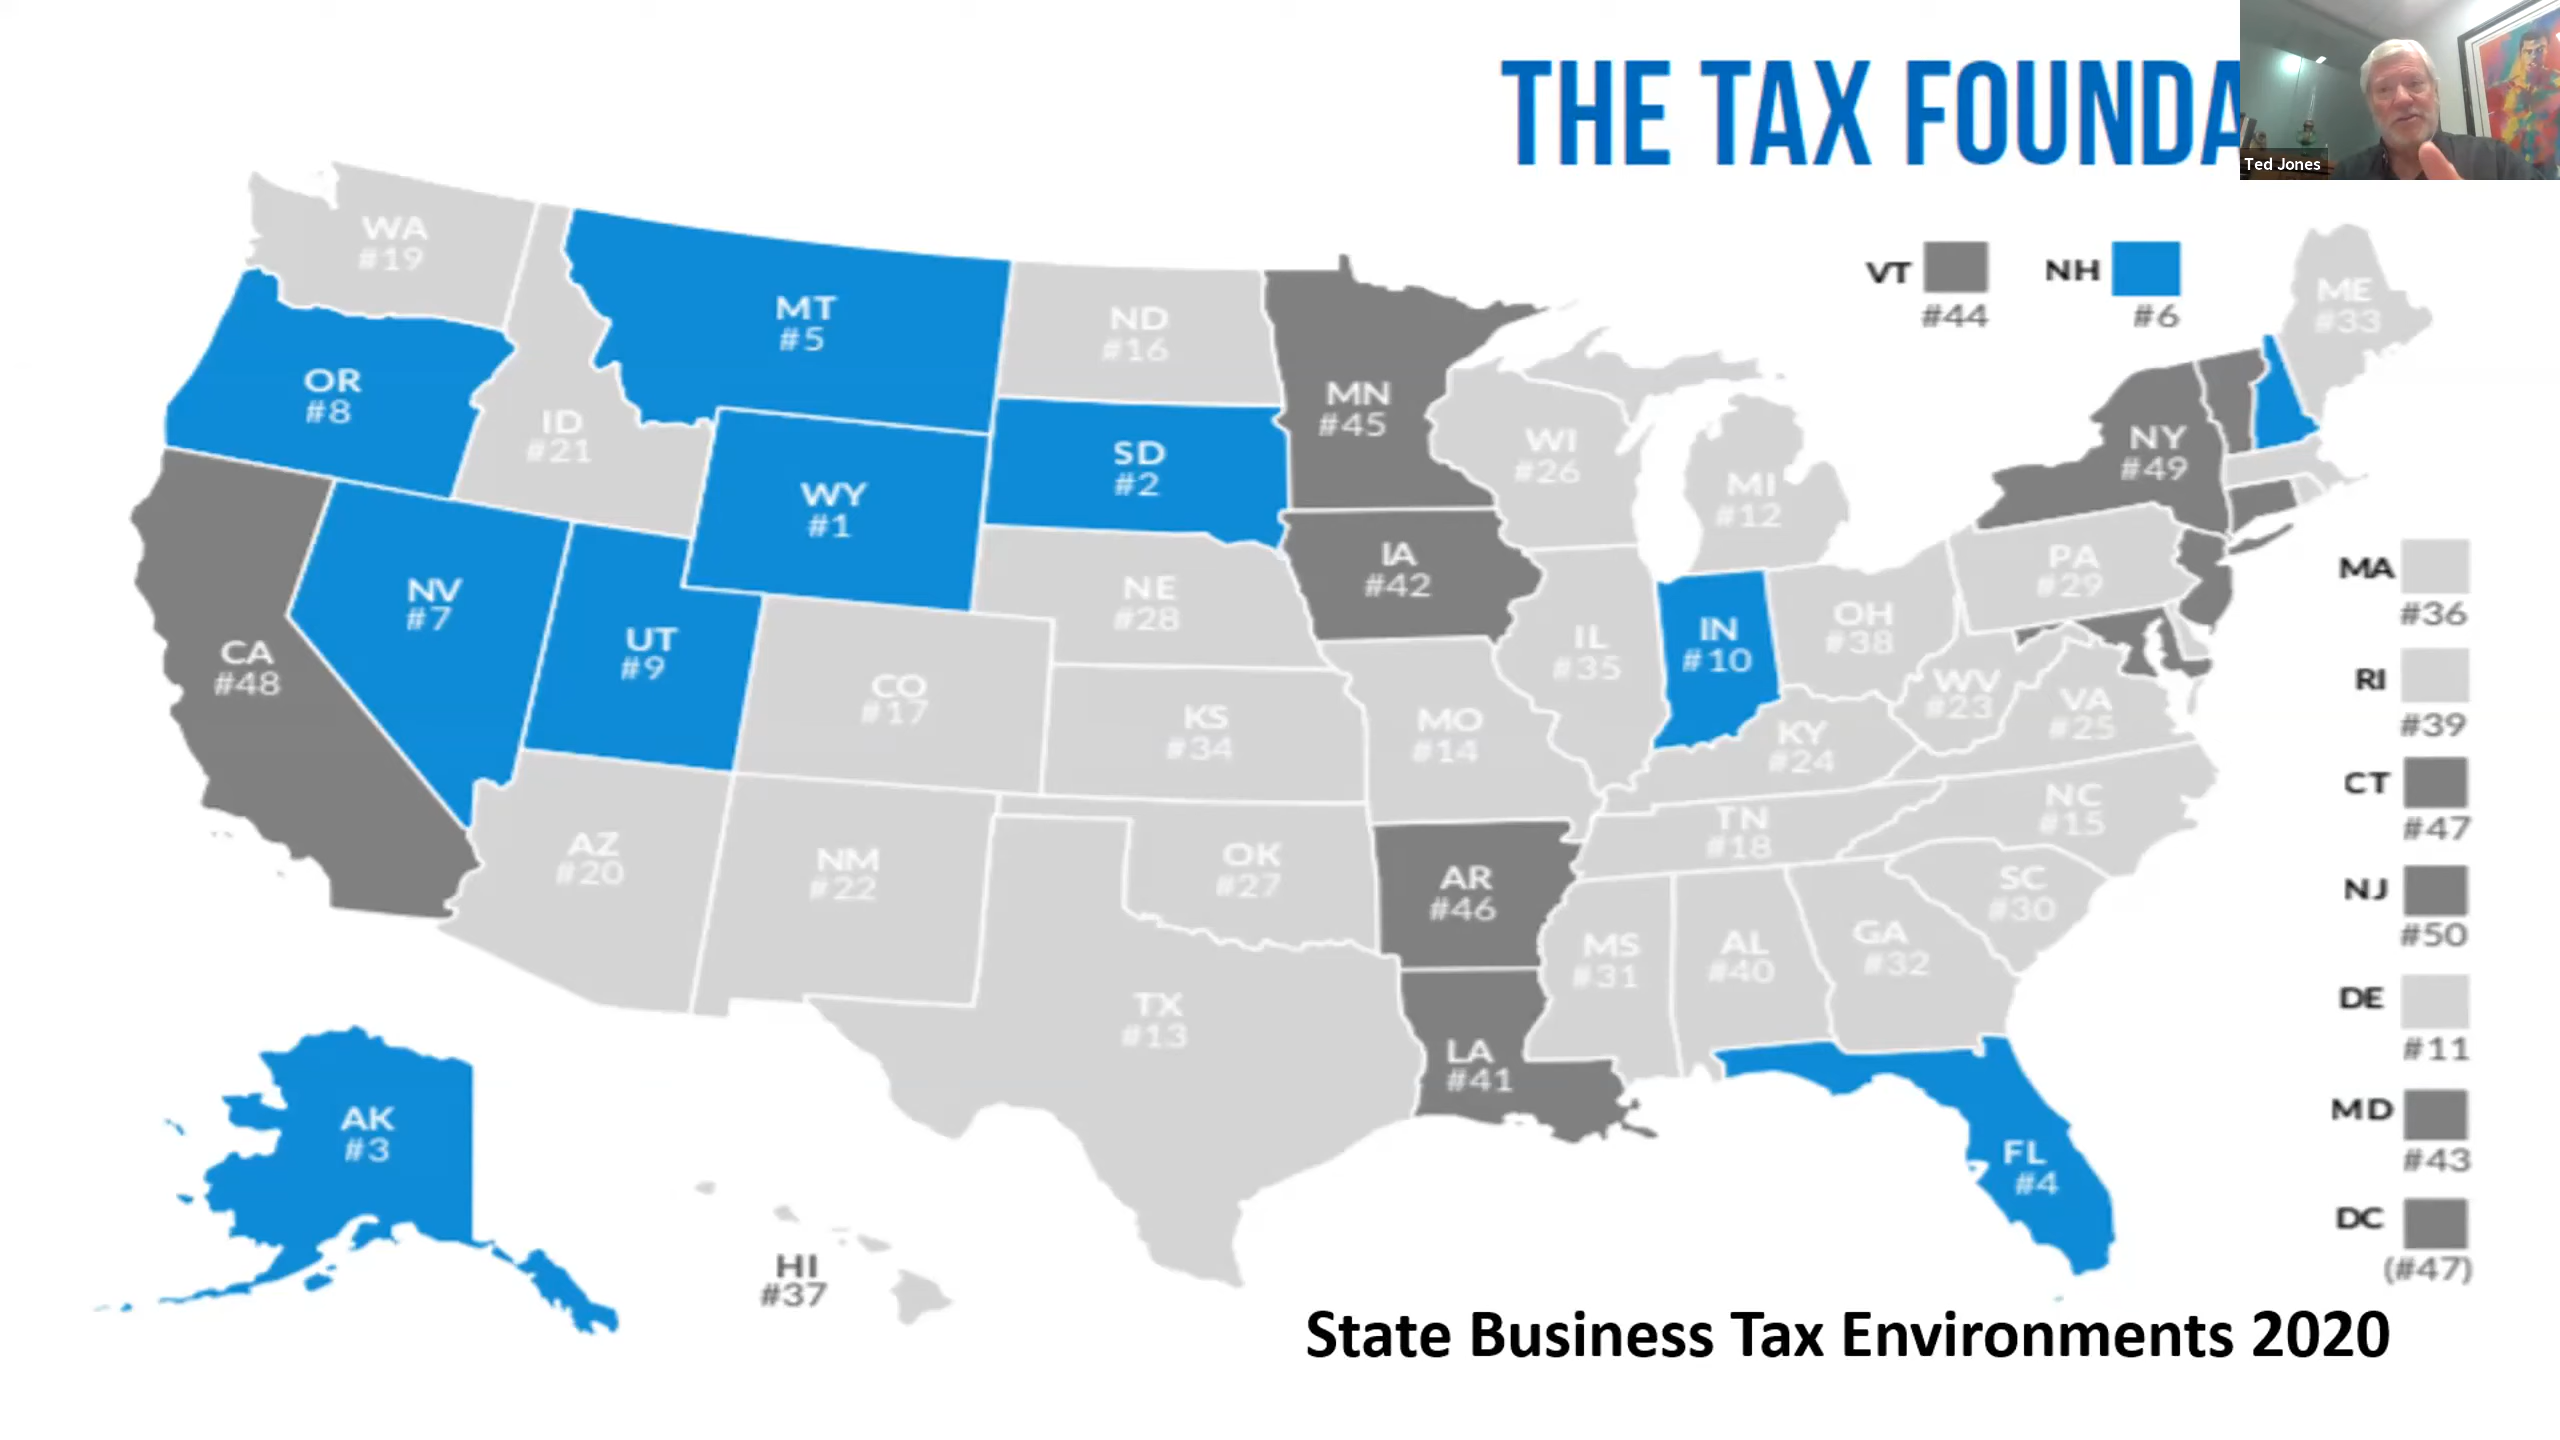 THE TAX FOUNDA
Ted Jones
WA
#19
MT
#5
ND
#16
VT
#44
NH
#6
ME
#33
OR
#8
ID
#21
MN
#45
WI
#26
MI
#12
NY
#49
SD
#2
WY
#1
IA
#42
NE
#28
NV
#7
UT
#9
CA
#48
CO
#17
KS
#34
MO
#14
IL
#35
IN
#10
OH
#38
PA
#29
WV
#23
VA
#25
KY
#24
TN
#18
NC
#15
SC
#30
AZ
#20
NM
#22
OK
#27
AR
#46
MS
#31
AL
#40
GA
#32
TX
#13
LA
#41
FL
#4
AK
#3
HI
#37
MA
#36
RI
#39
CT
#47
NJ
#50
DE
#11
MD
#43
DC
(#47)
State Business Tax Environments 2020